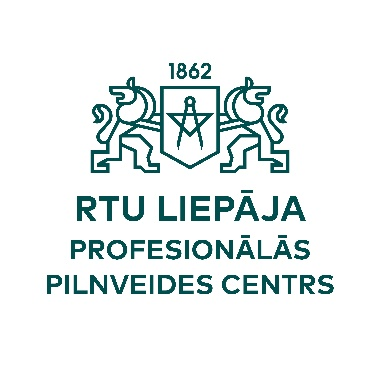 1862
RTU LIEPĀJA
PROFESIONĀLĀS
PILNVEIDES CENTRS